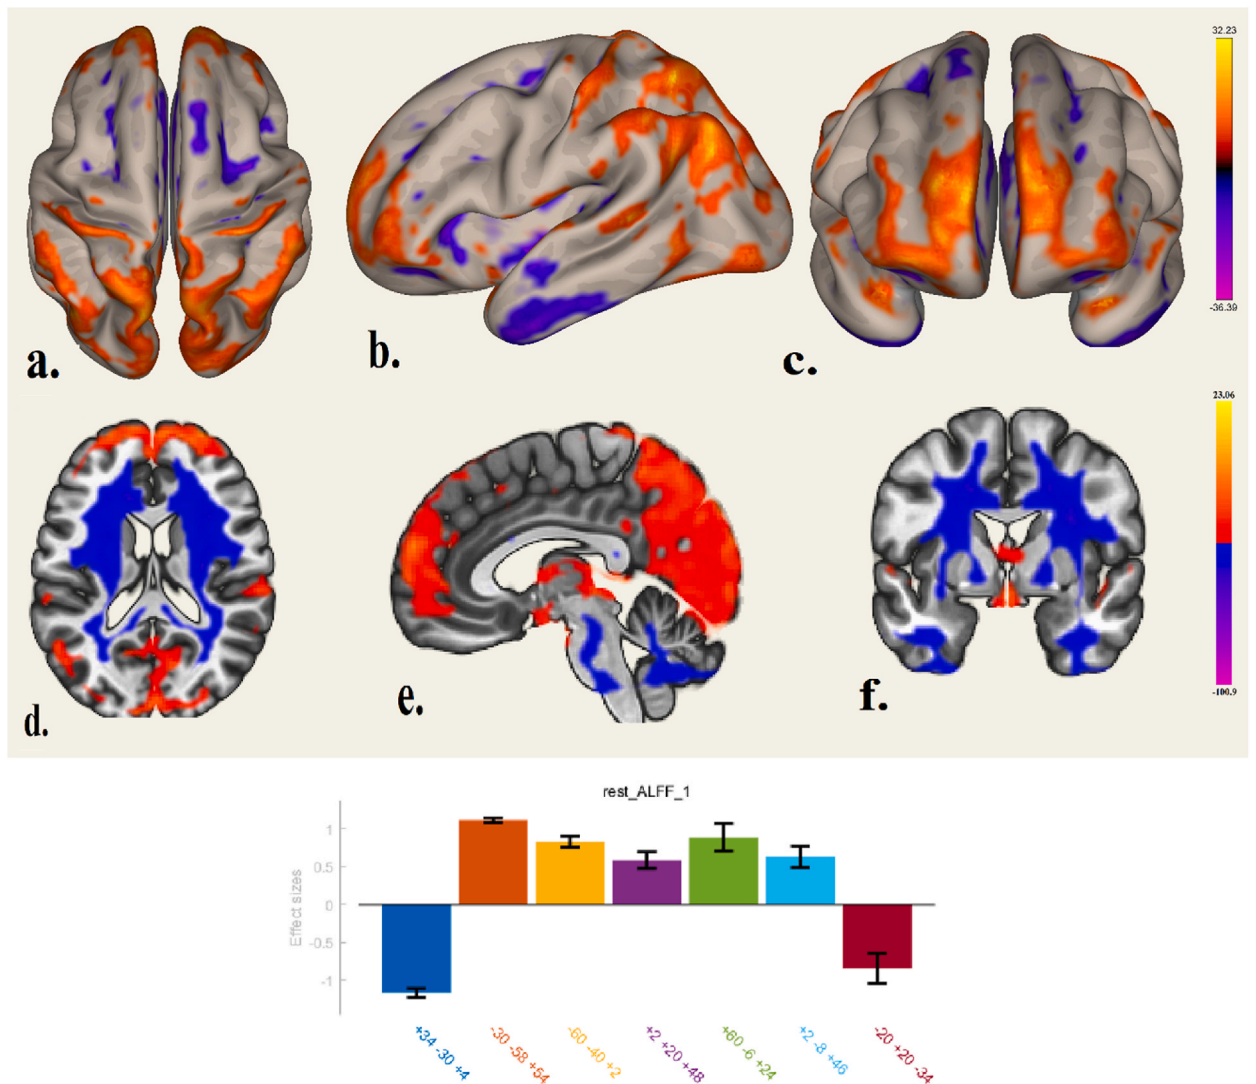 32.23
-36.39
a.
b.
c.
23.06
-100.9
d.
e.
f.
rest_ALFF_1
Effect sizes
1
0.5
0
-0.5
-1
+34 -30 +4
-30 -58 +54
-60 -40 +2
+2 +20 +48
+60 -6 +24
+2 -8 +46
-20 +20 -34